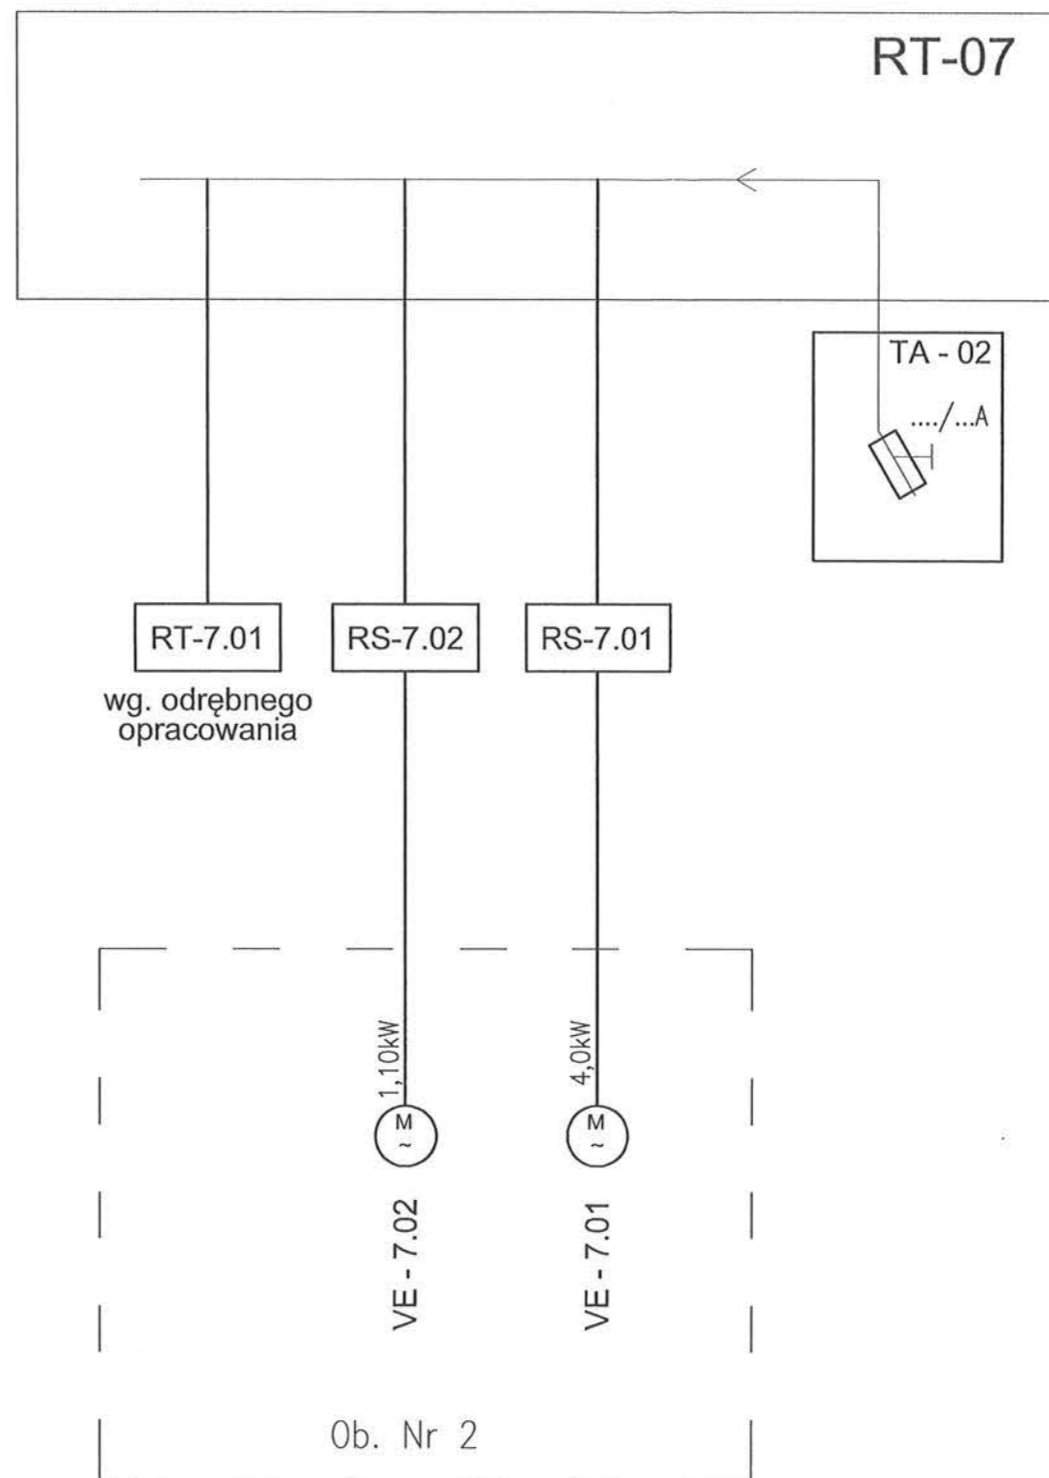 RT-07
TA - 02
..../...A
RT-7.01
RS-7.02
RS-7.01
wg. odrębnego
opracowania
1,10kW
4,0kW
M
~
M
~
VE - 7.02
VE - 7.01
Ob. Nr 2